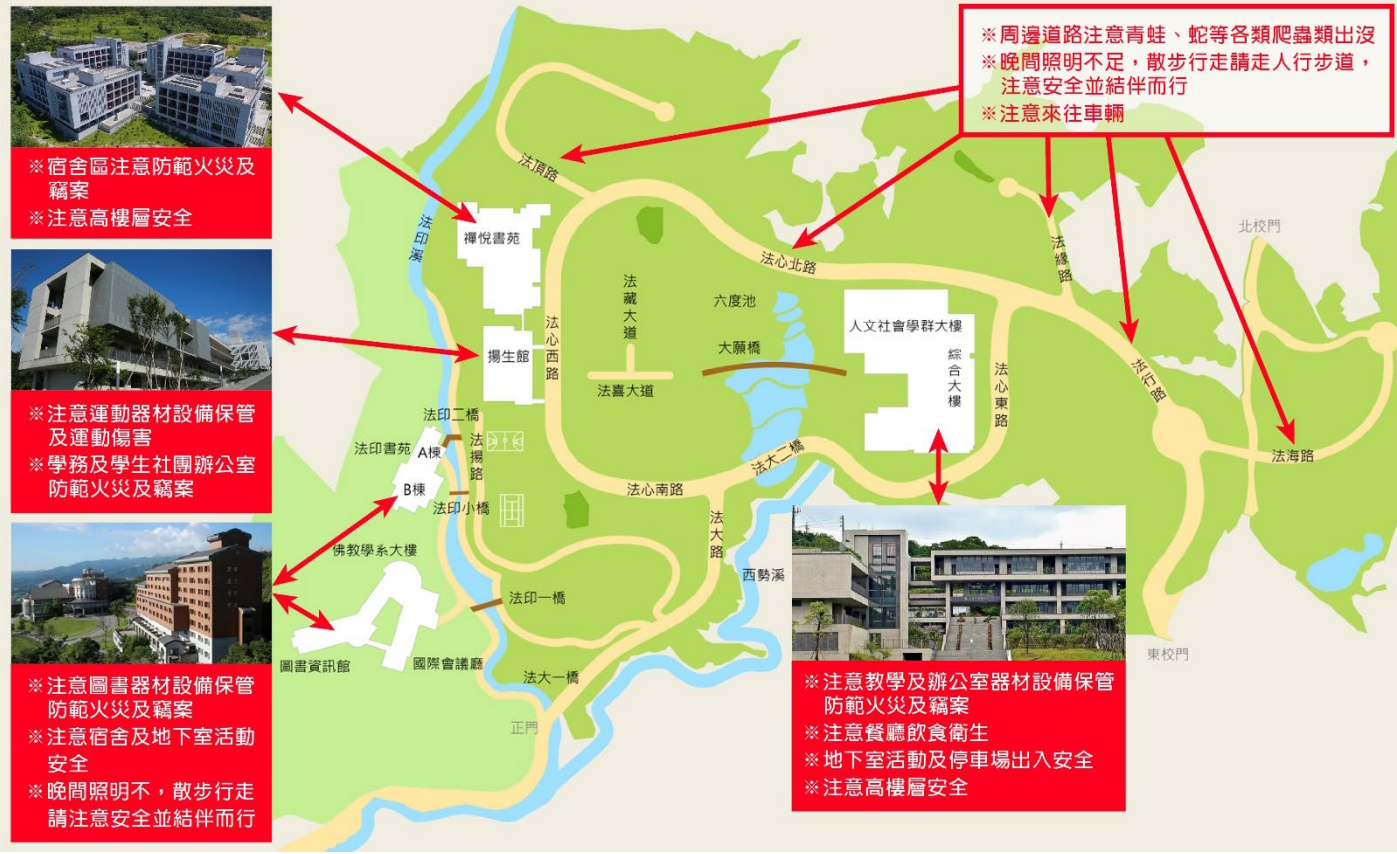 ※宿舍區注意防範火災及
竊案
※注意高樓層安全
※注意運動器材設備保管
及運動傷害
※學務及學生社團辦公室
防範火災及竊案
※注意圖書器材設備保管
防範火災及竊案
※注意宿舍及地下室活動
安全
※晚間照明不，散步行走
請注意安全並結伴而行
※周邊道路注意青蛙、蛇等各類爬蟲類出沒
※晚間照明不足，散步行走請走人行步道，
注意安全並結伴而行
※注意來往車輛
法頂路
法印溪
禪悅書苑
法心北路
法緣路
北校門
法藏大道
六度池
人文社會學群大樓
法心西路
揚生館
大願橋
綜合大樓
法心東路
法行路
法喜大道
法印二橋
法印書苑
A棟
法揚路
B棟
法印小橋
法心南路
法大二橋
法海路
法大路
佛教學系大樓
西勢溪
法印一橋
圖書資訊館
國際會議廳
法大一橋
正門
東校門
※注意教學及辦公室器材設備保管
防範火災及竊案
※注意餐廳飲食衛生
※地下室活動及停車場出入安全
※注意高樓層安全